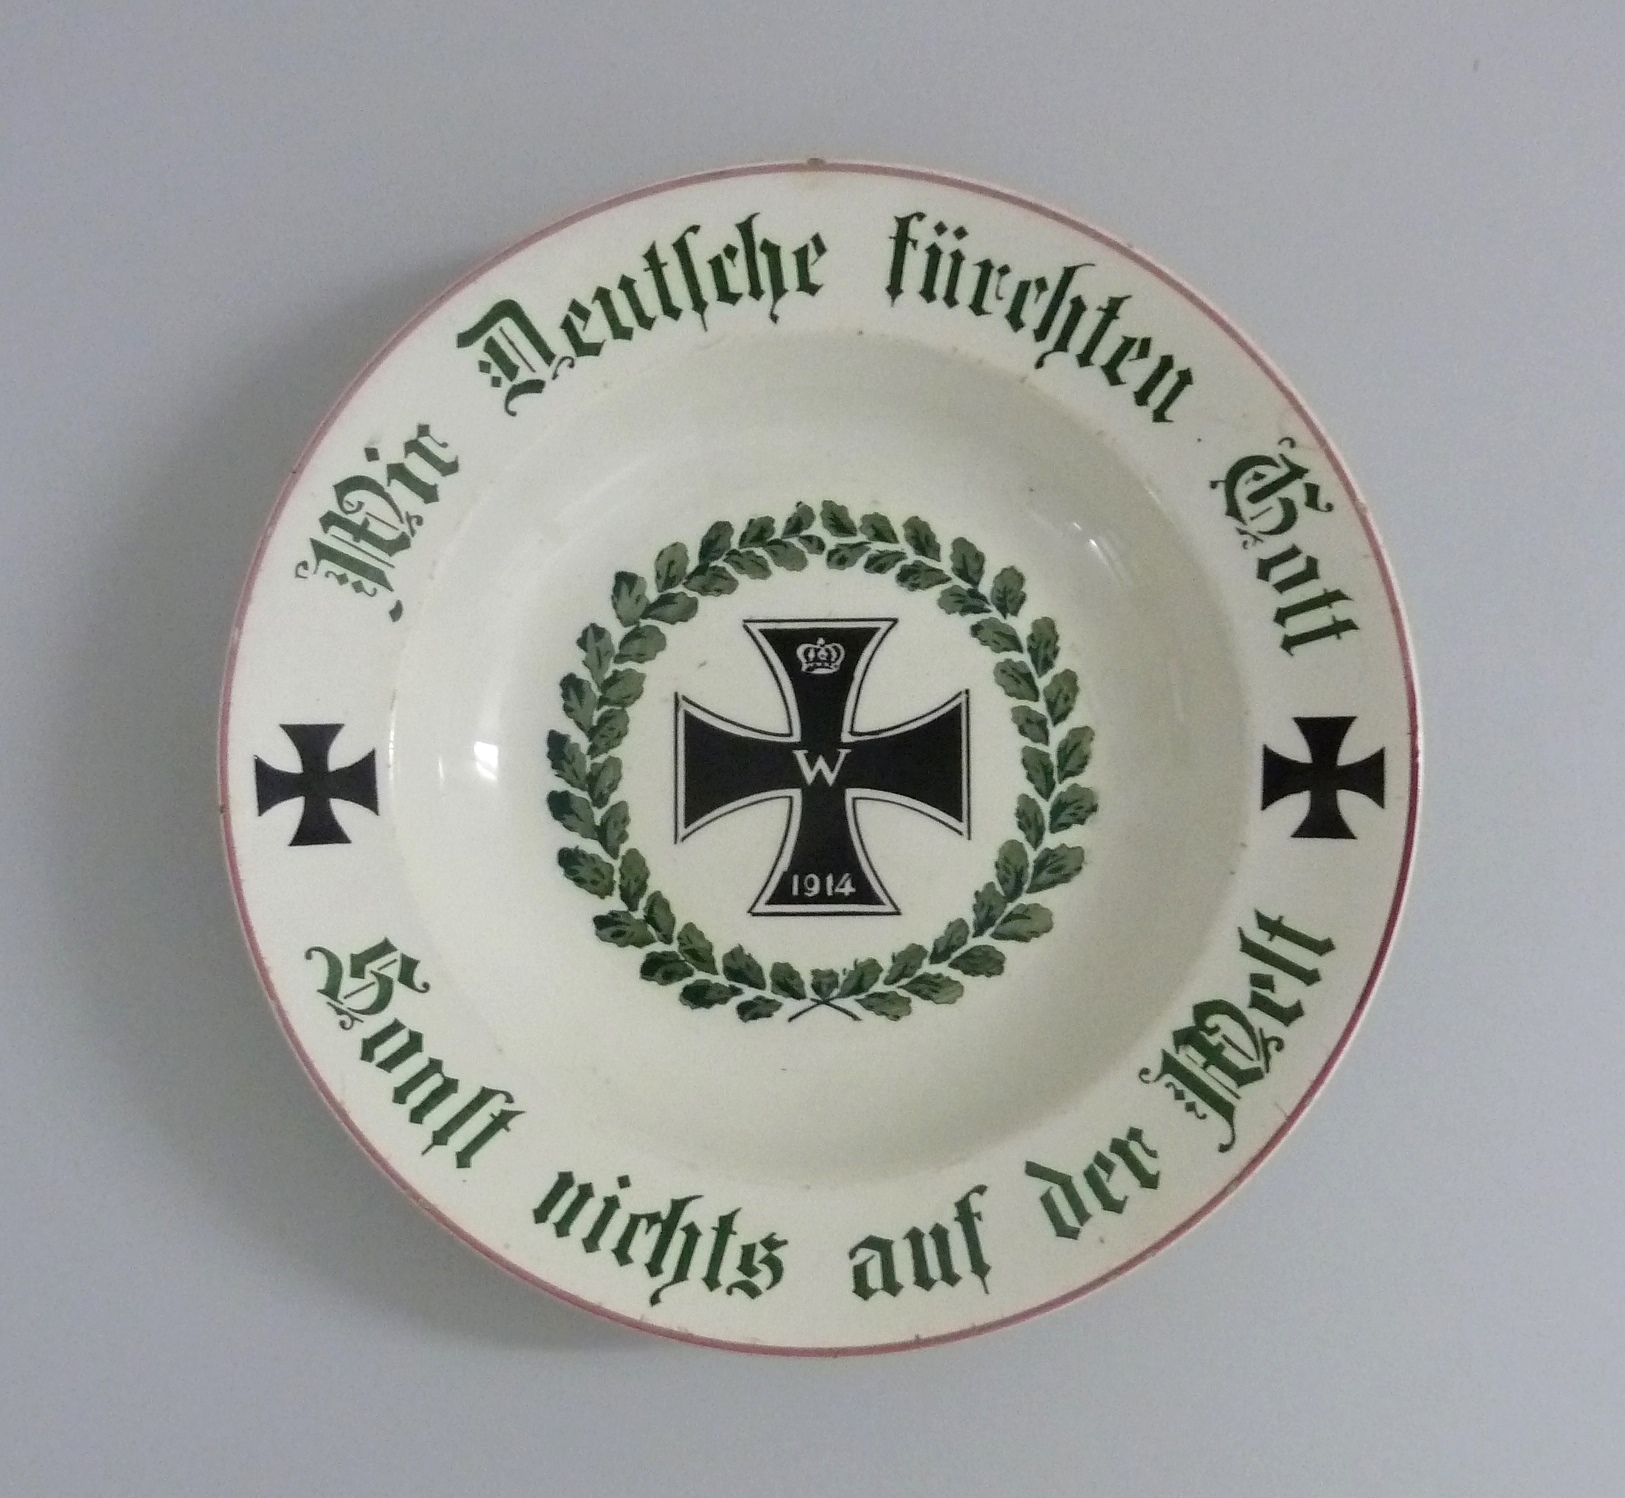 Wir Deutſche fürchten Gott
Sonſt nichts auf der Welt
W
1914